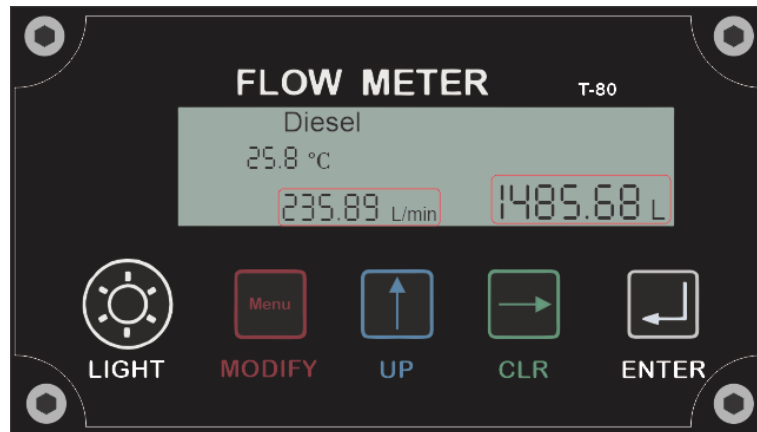 FLOW METER T-80
Diesel
25.8 °C
235.89 L/min 1485.68 L
Menu
LIGHT MODIFY UP CLR ENTER